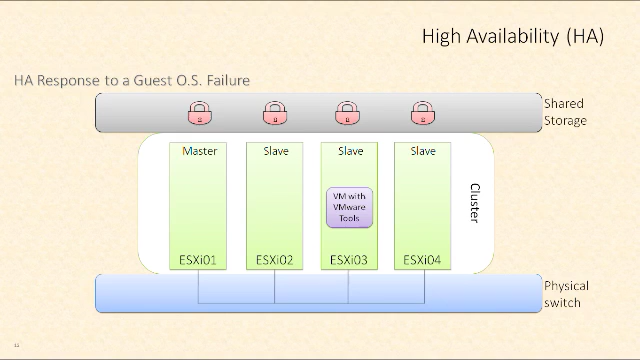 High Availability (HA)
HA Response to a Guest O.S. Failure
Shared
Storage
Master
Slave
Slave
Slave
VM with
VMware
Tools
Cluster
ESXi01
ESXi02
ESXi03
ESXi04
Physical
switch